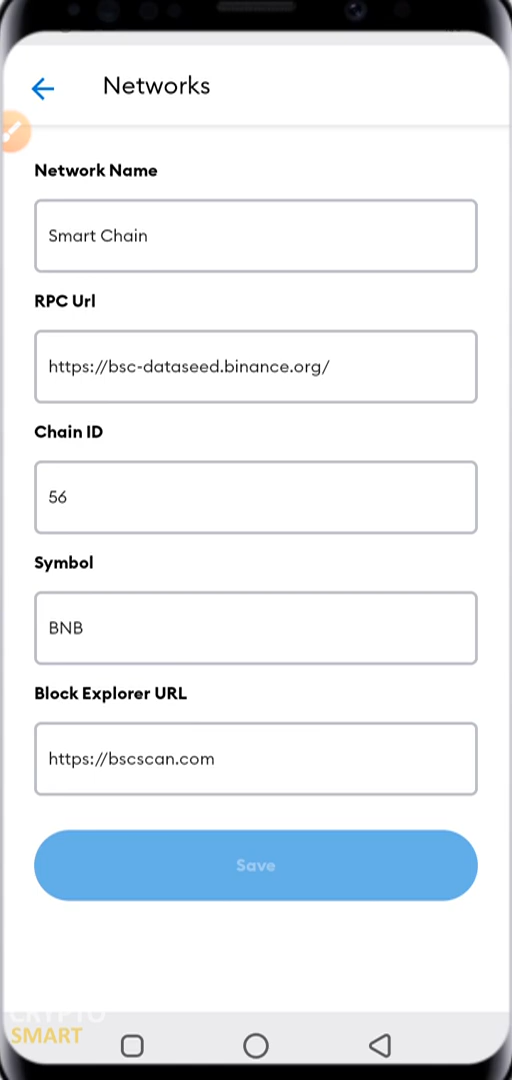 Networks
Network Name
Smart Chain
RPC Url
https://bsc-dataseed.binance.org/
Chain ID
56
Symbol
BNB
Block Explorer URL
https://bscscan.com
Save
CRYPTO
SMART